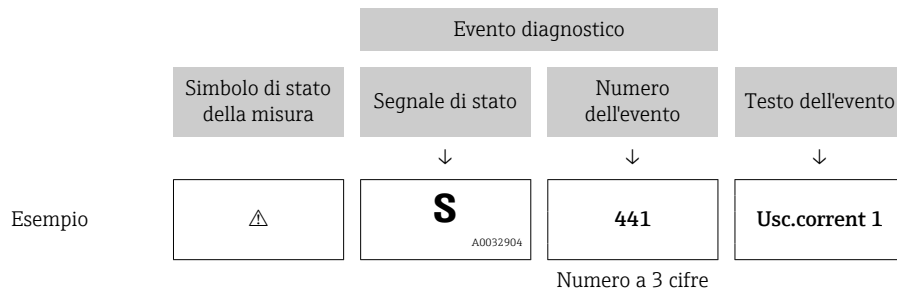 Evento diagnostico
Simbolo di stato
della misura
Segnale di stato
Numero
dell'evento
Testo dell'evento
↓ ↓ ↓
Esempio
⚠
S
A0032904
441
Usc.corrent 1
Numero a 3 cifre